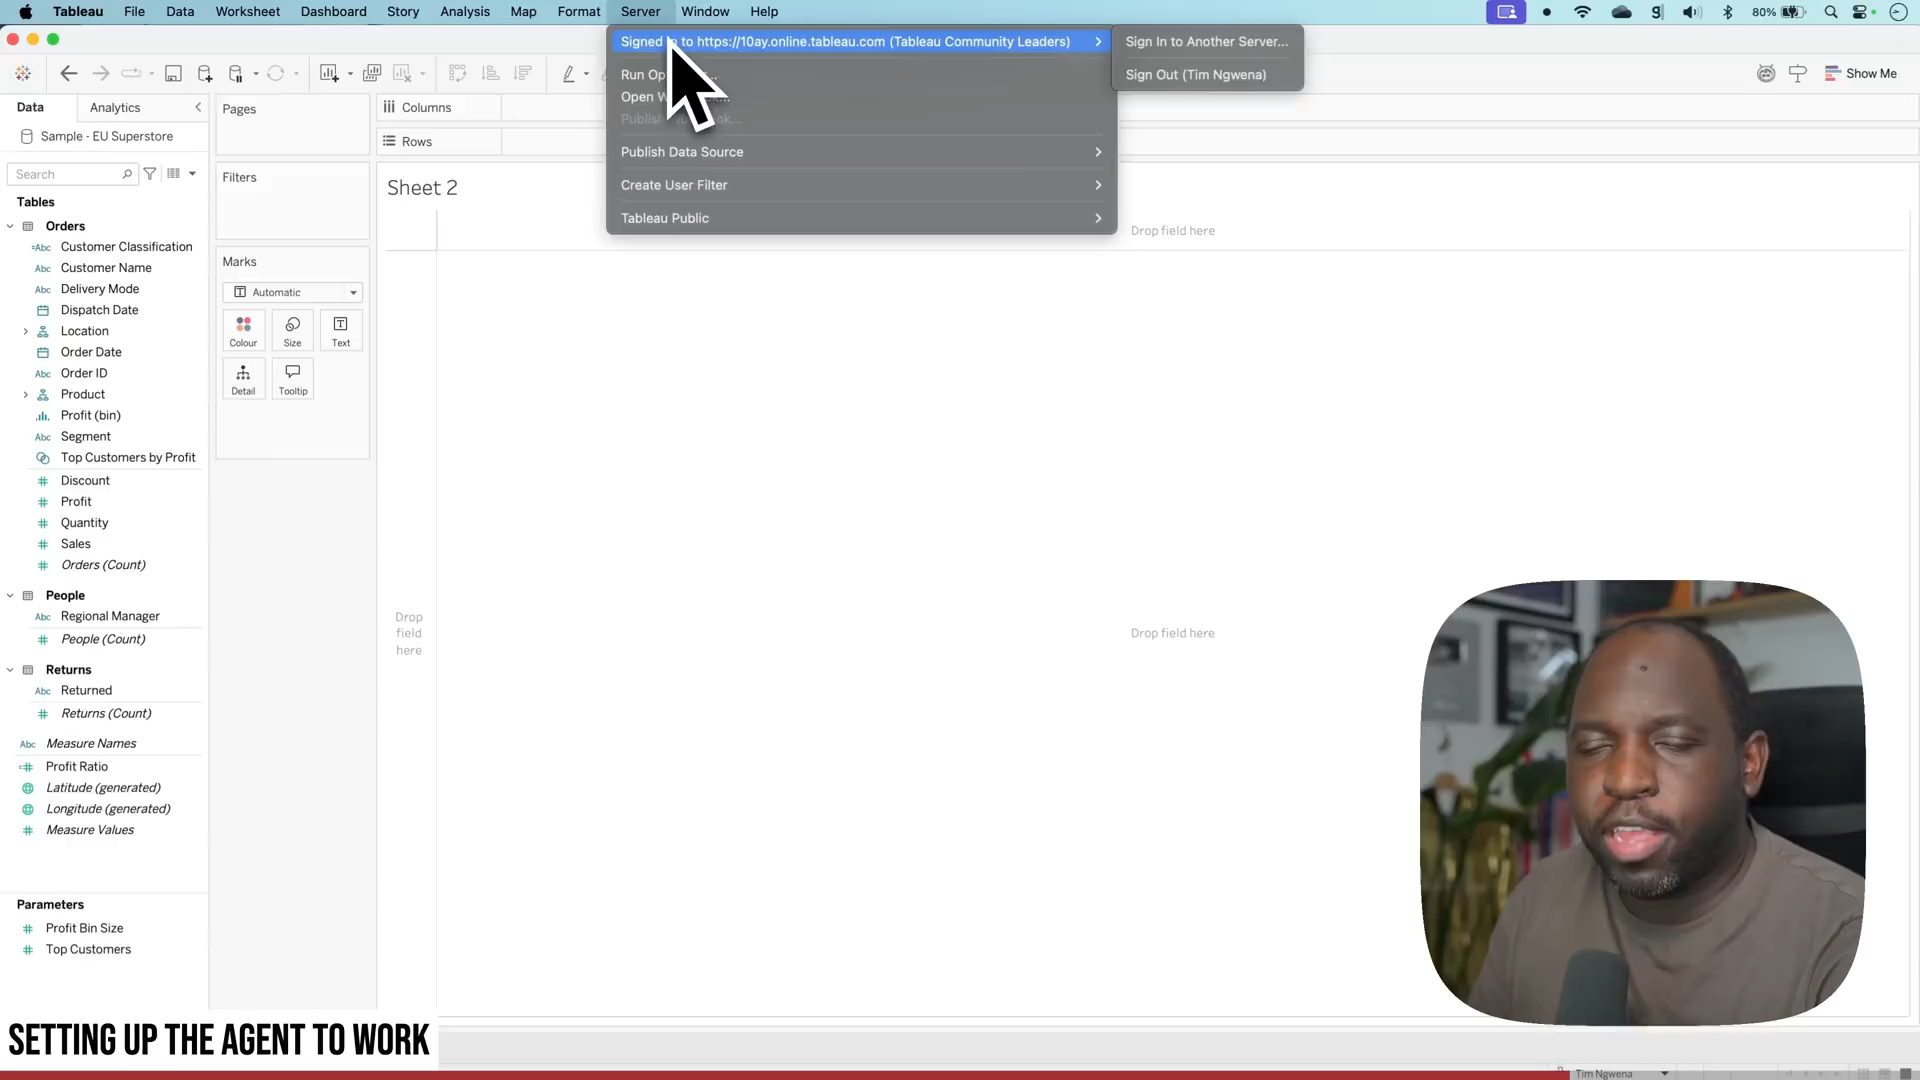 Tableau File Data Worksheet Dashboard Story Analysis Map Format Server Window Help
80%
Signed In to https://10ay.online.tableau.com (Tableau Community Leaders)
Sign In to Another Server...
Sign Out (Tim Ngwena)
Publish
Publish Data Source
Create User Filter
Tableau Public
Show Me
Data
Analytics
Pages
Columns
Rows
Sample - EU Superstore
Search
Filters
Sheet 2
Tables
Orders
Customer Classification
Customer Name
Delivery Mode
Dispatch Date
Location
Order Date
Order ID
Product
Profit (bin)
Segment
Top Customers by Profit
Discount
Profit
Quantity
Sales
Orders (Count)
People
Regional Manager
People (Count)
Returns
Returned
Returns (Count)
Measure Names
Profit Ratio
Latitude (generated)
Longitude (generated)
Measure Values
Parameters
Profit Bin Size
Top Customers
Marks
Automatic
Colour
Size
Text
Detail
Tooltip
Drop field here
Drop
field
here
Drop field here
SETTING UP THE AGENT TO WORK
Tim Ngwena